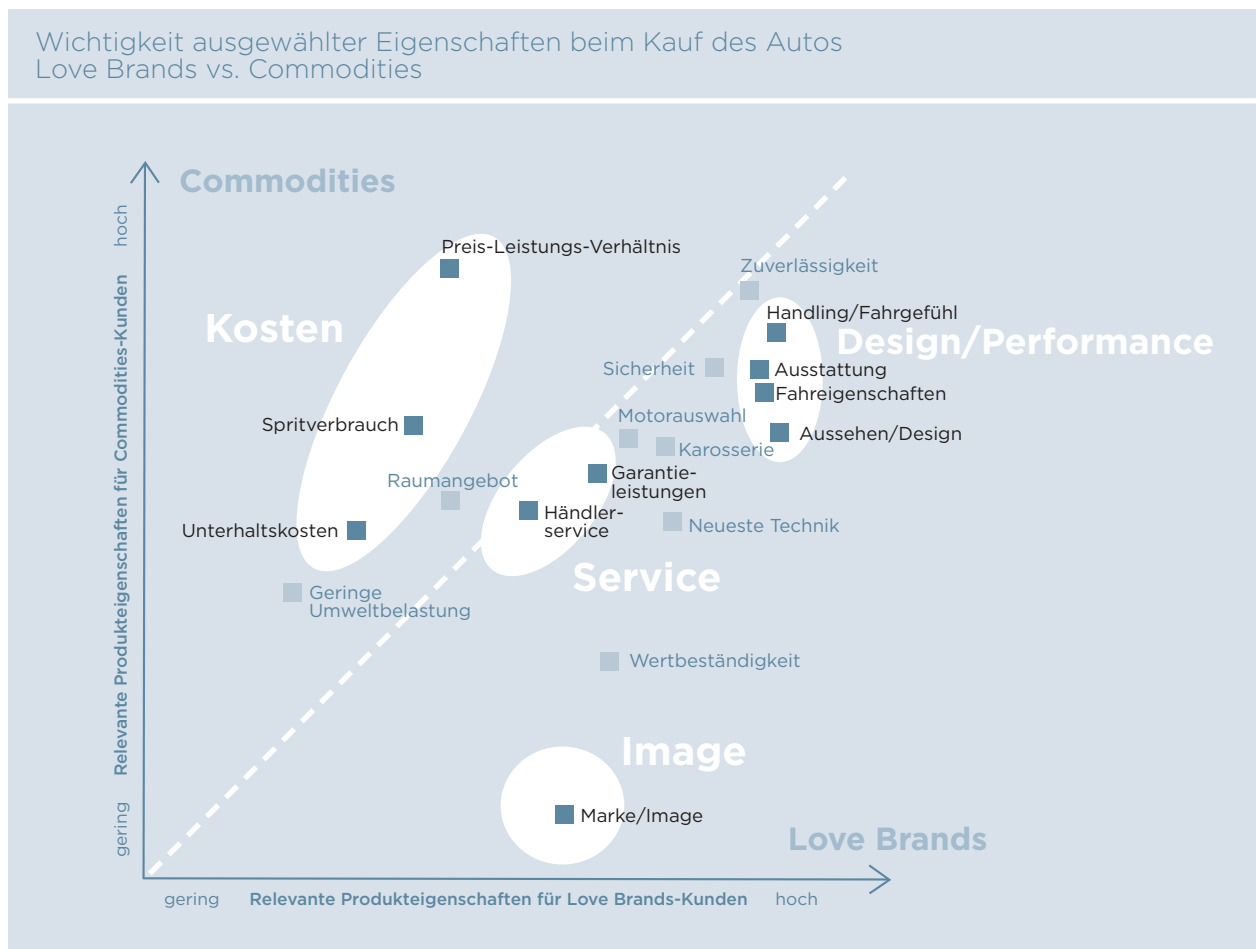 Wichtigkeit ausgewählter Eigenschaften beim Kauf des Autos
Love Brands vs. Commodities
Commodities
hoch
Relevante Produkteigenschaften für Commodities-Kunden
gering
Preis-Leistungs-Verhältnis
Zuverlässigkeit
Kosten
Handling/Fahrgefühl
Design/Performance
Sicherheit
Ausstattung
Fahreigenschaften
Motorauswahl
Spritverbrauch
Aussehen/Design
Karosserie
Raumangebot
Garantie-
leistungen
Händler-
service
Unterhaltskosten
Neueste Technik
Service
Geringe
Umweltbelastung
Wertbeständigkeit
Image
Marke/Image
Love Brands
gering
Relevante Produkteigenschaften für Love Brands-Kunden
hoch